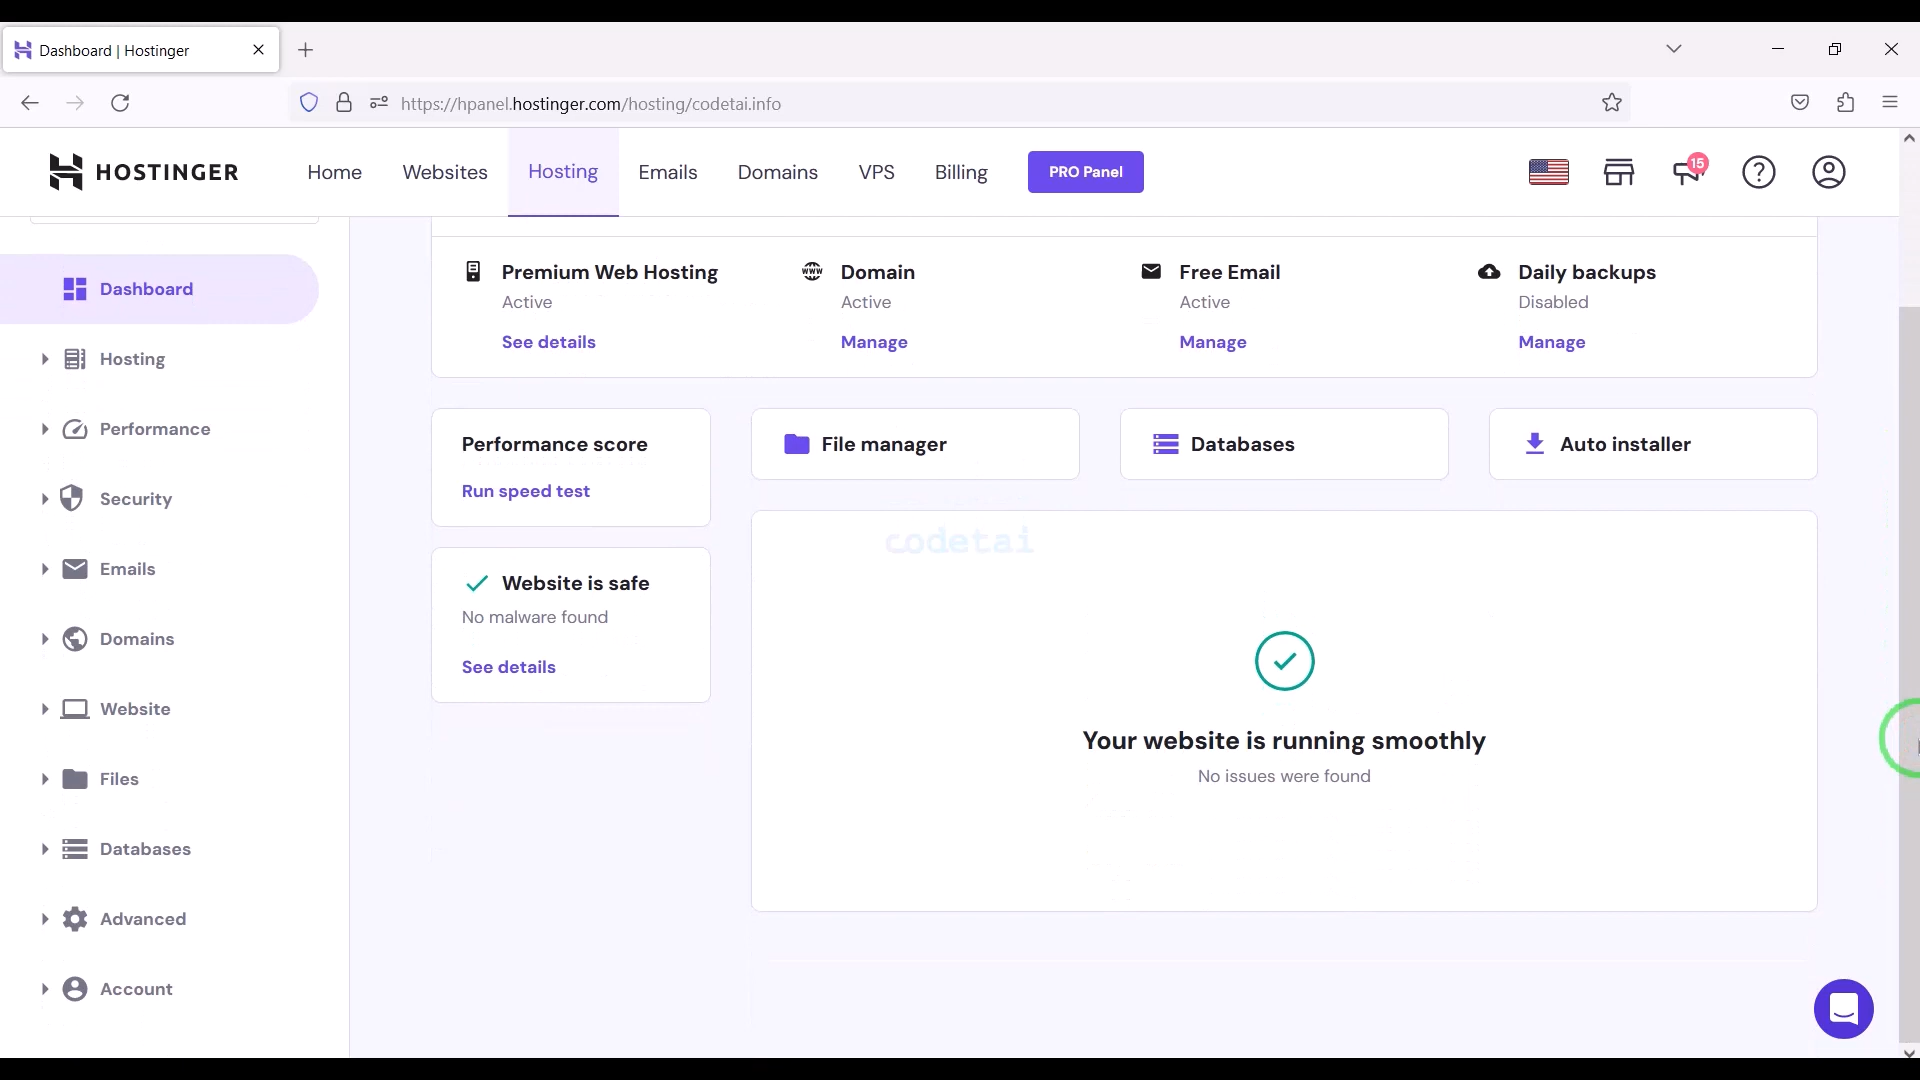 Dashboard | Hostinger
https://hpanel.hostinger.com/hosting/codetai.info
HOSTINGER
Home
Websites
Hosting
Emails
Domains
VPS
Billing
PRO Panel
15
Dashboard
Hosting
Performance
Security
Emails
Domains
Website
Files
Databases
Advanced
Account
Premium Web Hosting
Active
See details
www
Domain
Active
Manage
Free Email
Active
Manage
Daily backups
Disabled
Manage
Performance score
Run speed test
File manager
Databases
Auto installer
Website is safe
No malware found
See details
codetai
Your website is running smoothly
No issues were found